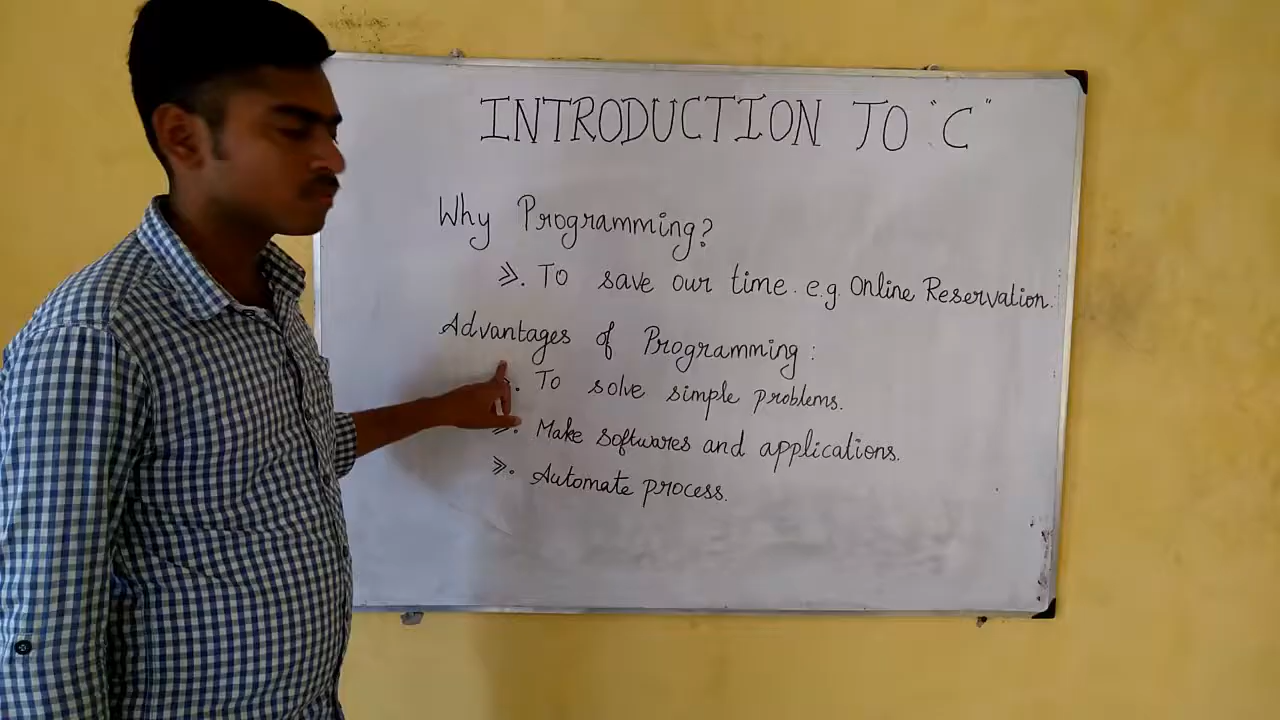 INTRODUCTION TO "C"
Why Programming?
≫. To save our time. e.g. Online Reservation.
Advantages of Programming :
≫. To solve simple problems.
≫. Make softwares and applications.
≫. Automate process.